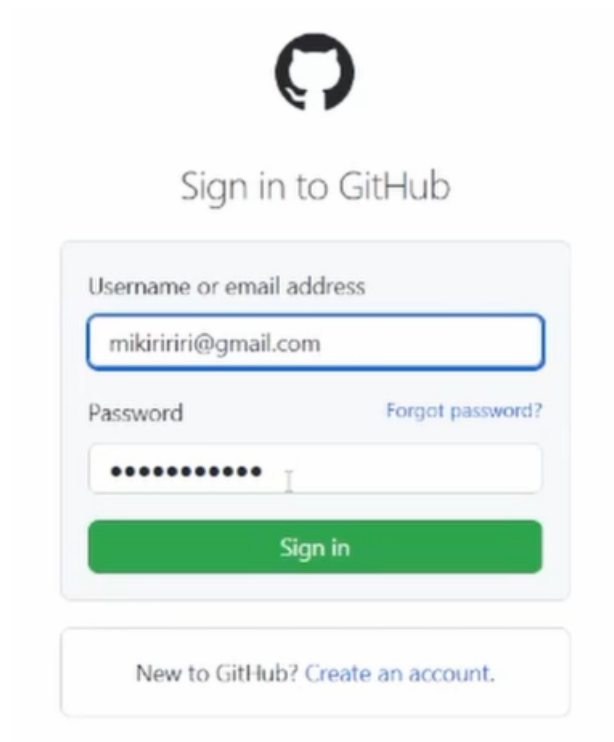 Sign in to GitHub
Username or email address
mikiririri@gmail.com
Password Forgot password?
•••••••••••
Sign in
New to GitHub? Create an account.